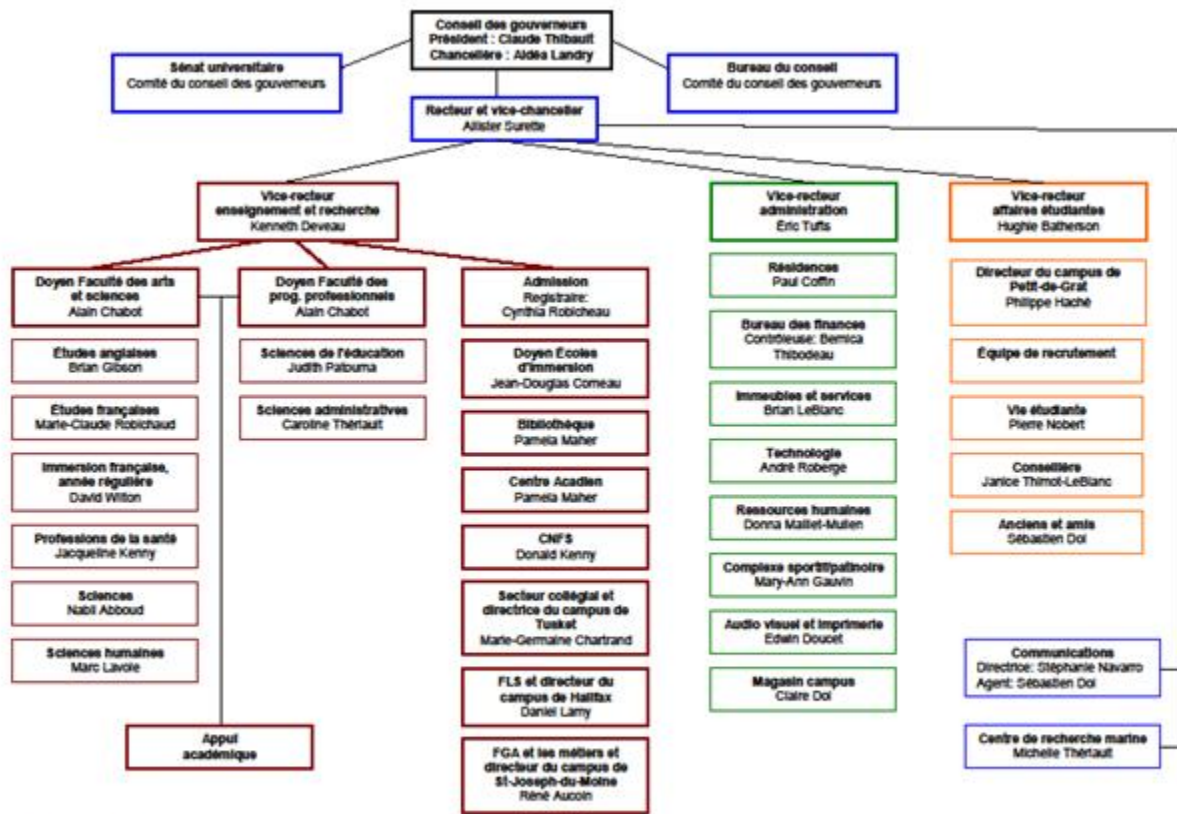 Conseil des gouverneurs
Président : Claude Thibault
Chancelière : Aldéa Landry
Sénat universitaire
Comité du conseil des gouverneurs
Bureau du conseil
Comité du conseil des gouverneurs
Recteur et vice-chancelier
Allister Surette
Vice-recteur
enseignement et recherche
Kenneth Deveau
Vice-recteur
administration
Éric Tufts
Vice-recteur
affaires étudiantes
Hughie Batherson
Doyen Faculté des arts
et sciences
Alain Chabot
Doyen Faculté des
prog. professionnels
Alain Chabot
Admission
Registraire:
Cynthia Robicheau
Études anglaises
Brian Gibson
Études françaises
Marie-Claude Robichaud
Immersion française,
année régulière
David Wilton
Professions de la santé
Jacqueline Kenny
Sciences
Nabil Abboud
Sciences humaines
Marc Lavoie
Sciences de l'éducation
Judith Patouma
Sciences administratives
Caroline Thériault
Appui
académique
Doyen Écoles
d'immersion
Jean-Douglas Comeau
Bibliothèque
Pamela Maher
Centre Acadien
Pamela Maher
CNFS
Donald Kenny
Secteur collégial et
directrice du campus de
Tusket
Marie-Germaine Chartrand
FLS et directeur du
campus de Halifax
Daniel Lamy
FGA et les métiers et
directeur du campus de
St-Joseph-du-Moine
Réné Aucoin
Résidences
Paul Coffin
Bureau des finances
Contrôleuse: Bernica
Thibodeau
Immeubles et services
Brian LeBlanc
Technologie
André Roberge
Ressources humaines
Donna Maillet-Mullen
Complexe sportif/patinoire
Mary-Ann Gauvin
Audio visuel et imprimerie
Edwin Doucet
Magasin campus
Claire Doi
Directeur du campus de
Petit-de-Grat
Philippe Haché
Équipe de recrutement
Vie étudiante
Pierre Nobert
Conseillère
Janice Thimot-LeBlanc
Anciens et amis
Sébastien Dol
Communications
Directrice: Stéphanie Navarro
Agent: Sébastien Dol
Centre de recherche marine
Michelle Thériault